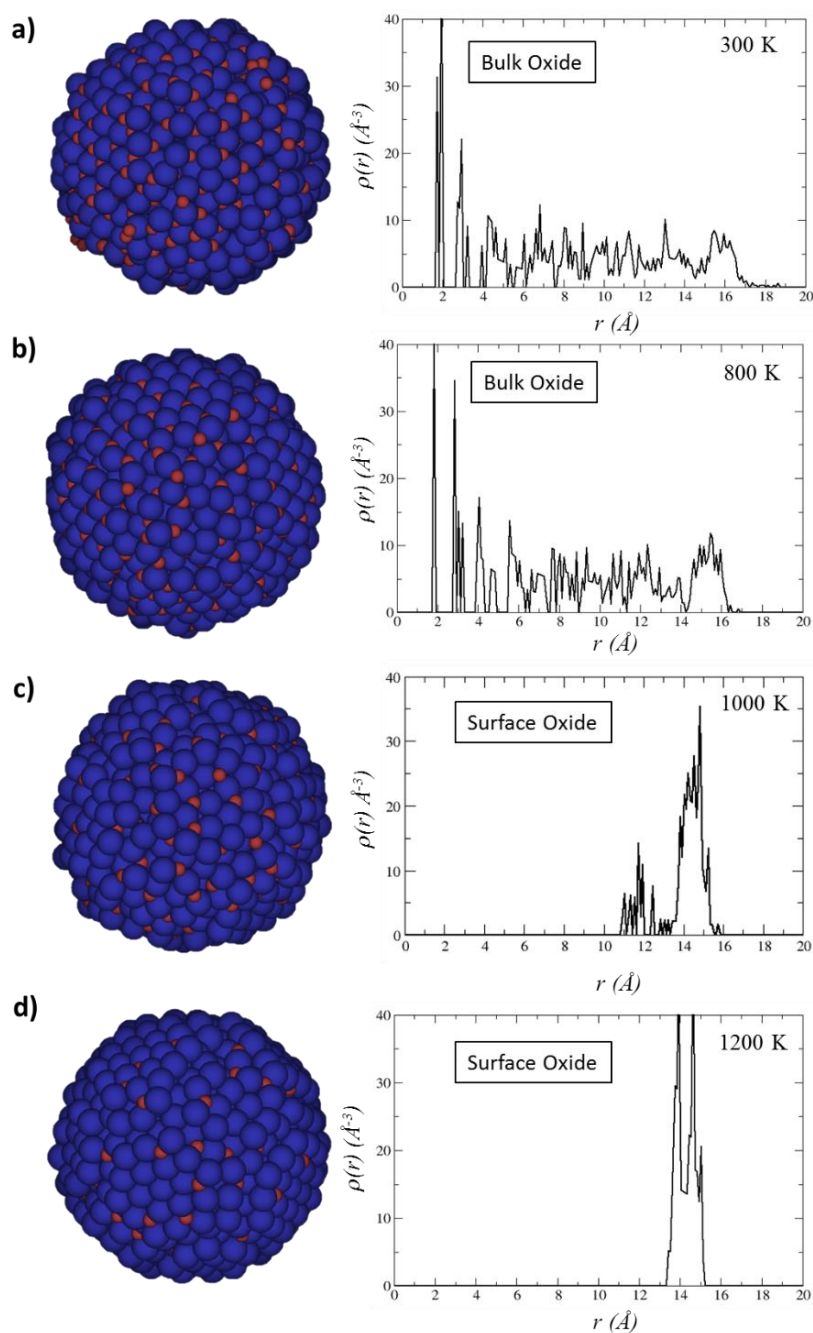 a)
40
30
20
10
0
ρ(r) (Å⁻³)
Bulk Oxide
300 K
0 2 4 6 8 10 12 14 16 18 20
r (Å)
b)
40
30
20
10
0
ρ(r) (Å⁻³)
Bulk Oxide
800 K
0 2 4 6 8 10 12 14 16 18 20
r (Å)
c)
40
30
20
10
0
ρ(r) Å⁻³)
Surface Oxide
1000 K
0 2 4 6 8 10 12 14 16 18 20
r (Å)
d)
40
30
20
10
0
ρ(r) (Å⁻³)
Surface Oxide
1200 K
0 2 4 6 8 10 12 14 16 18 20
r (Å)